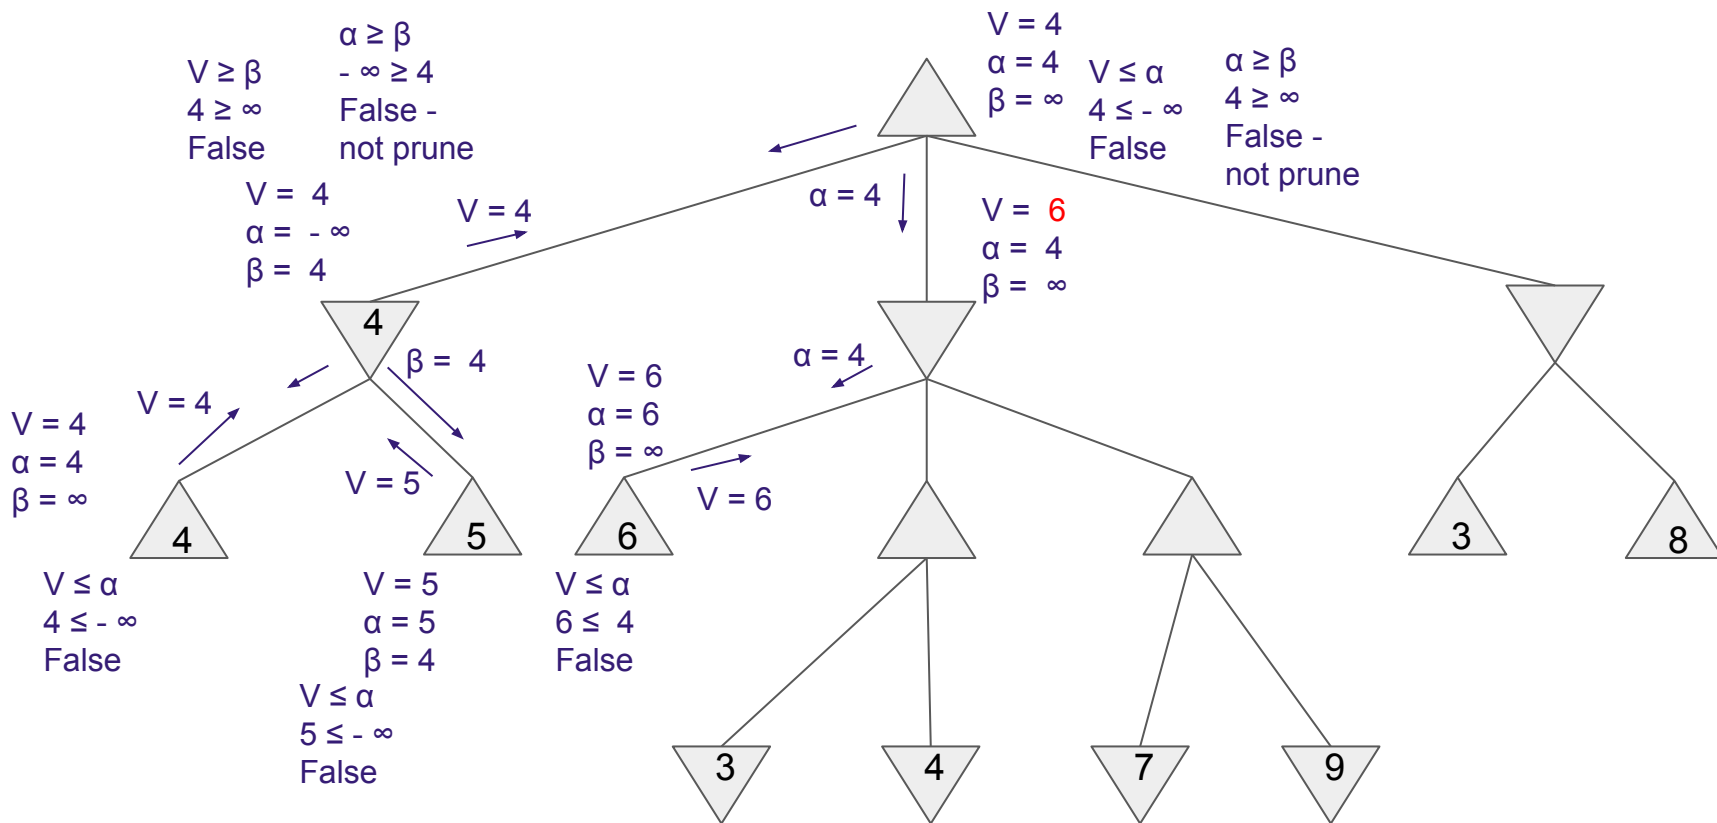 V ≥ β
4 ≥ ∞
False
α ≥ β
- ∞ ≥ 4
False -
not prune
V = 4
α = 4
β = ∞
V ≤ α
4 ≤ - ∞
False
α ≥ β
4 ≥ ∞
False -
not prune
V = 4
α = - ∞
β = 4
V = 4
α = 4
V = 6
α = 4
β = ∞
4
β = 4
V = 4
V = 4
α = 4
β = ∞
V = 5
α = 4
V = 6
α = 6
β = ∞
V = 6
4
5
6
3
8
V ≤ α
4 ≤ - ∞
False
V = 5
α = 5
β = 4
V ≤ α
5 ≤ - ∞
False
V ≤ α
6 ≤ 4
False
3
4
7
9